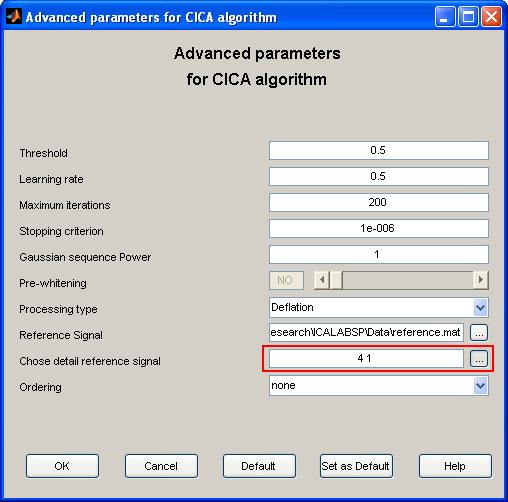 Advanced parameters for CICA algorithm
Advanced parameters
for CICA algorithm
Threshold 0.5
Learning rate 0.5
Maximum iterations 200
Stopping criterion 1e-006
Gaussian sequence Power 1
Pre-whitening NO
Processing type Deflation
Reference Signal esearch\ICALABSP\Data\reference.mat ...
Chose detail reference signal 4 1 ...
Ordering none
OK Cancel Default Set as Default Help